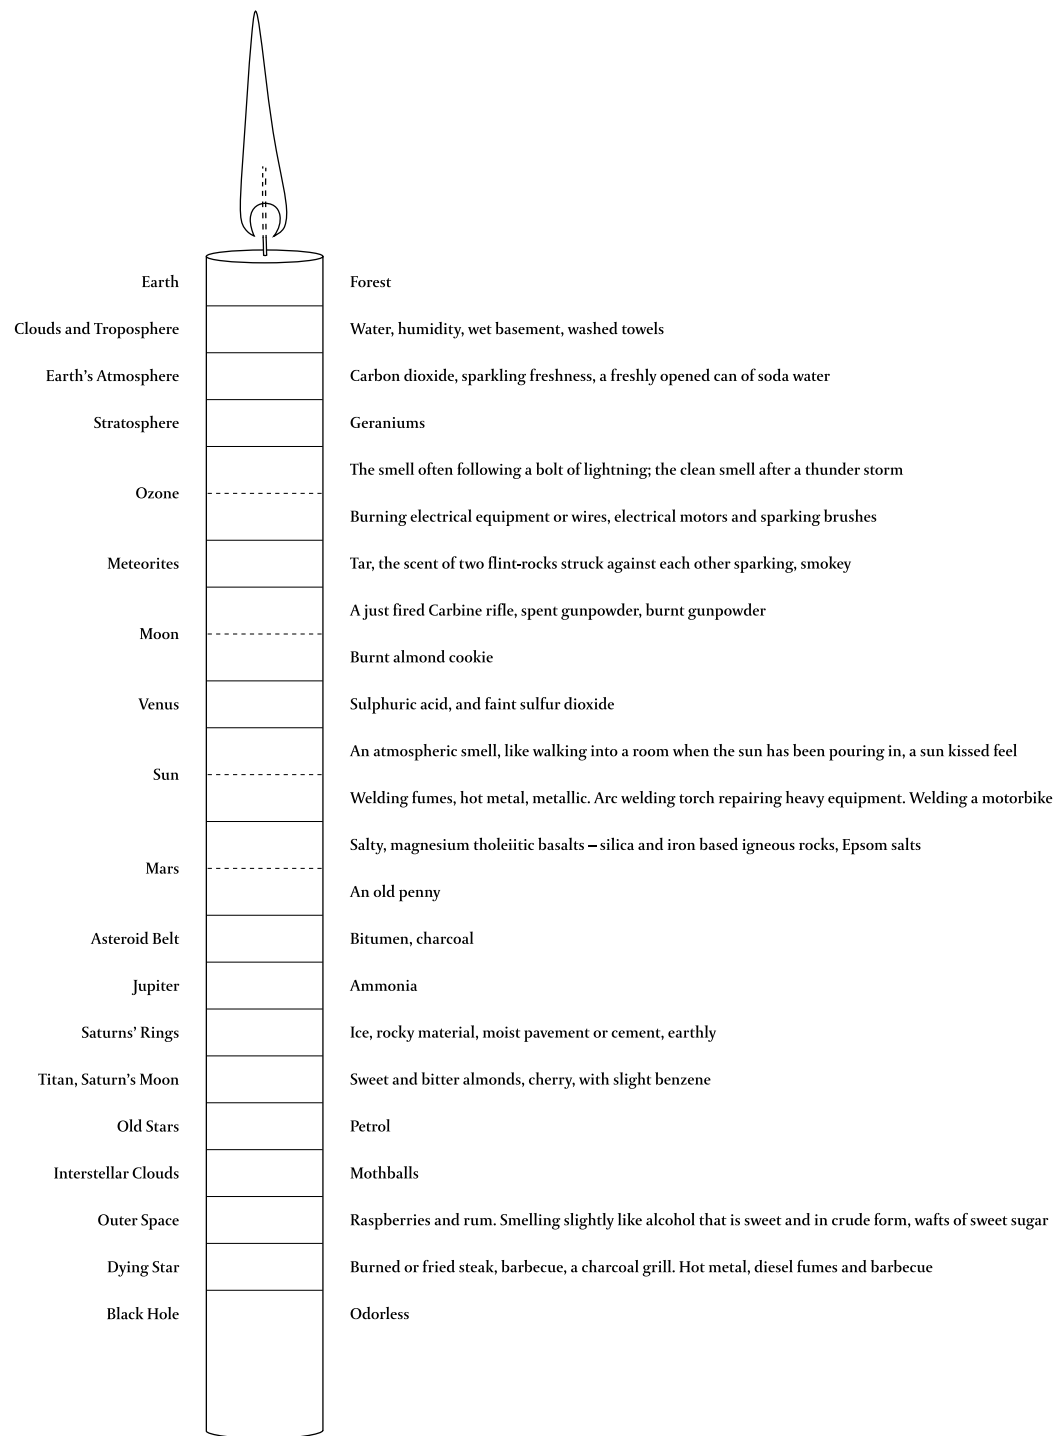 Earth Forest
Clouds and Troposphere Water, humidity, wet basement, washed towels
Earth's Atmosphere Carbon dioxide, sparkling freshness, a freshly opened can of soda water
Stratosphere Geraniums
The smell often following a bolt of lightning; the clean smell after a thunder storm
Ozone
Burning electrical equipment or wires, electrical motors and sparking brushes
Meteorites Tar, the scent of two flint-rocks struck against each other sparking, smokey
A just fired Carbine rifle, spent gunpowder, burnt gunpowder
Moon
Burnt almond cookie
Venus Sulphuric acid, and faint sulfur dioxide
An atmospheric smell, like walking into a room when the sun has been pouring in, a sun kissed feel
Sun
Welding fumes, hot metal, metallic. Arc welding torch repairing heavy equipment. Welding a motorbike
Salty, magnesium tholeiitic basalts – silica and iron based igneous rocks, Epsom salts
Mars
An old penny
Asteroid Belt Bitumen, charcoal
Jupiter Ammonia
Saturns' Rings Ice, rocky material, moist pavement or cement, earthly
Titan, Saturn's Moon Sweet and bitter almonds, cherry, with slight benzene
Old Stars Petrol
Interstellar Clouds Mothballs
Outer Space Raspberries and rum. Smelling slightly like alcohol that is sweet and in crude form, wafts of sweet sugar
Dying Star Burned or fried steak, barbecue, a charcoal grill. Hot metal, diesel fumes and barbecue
Black Hole Odorless